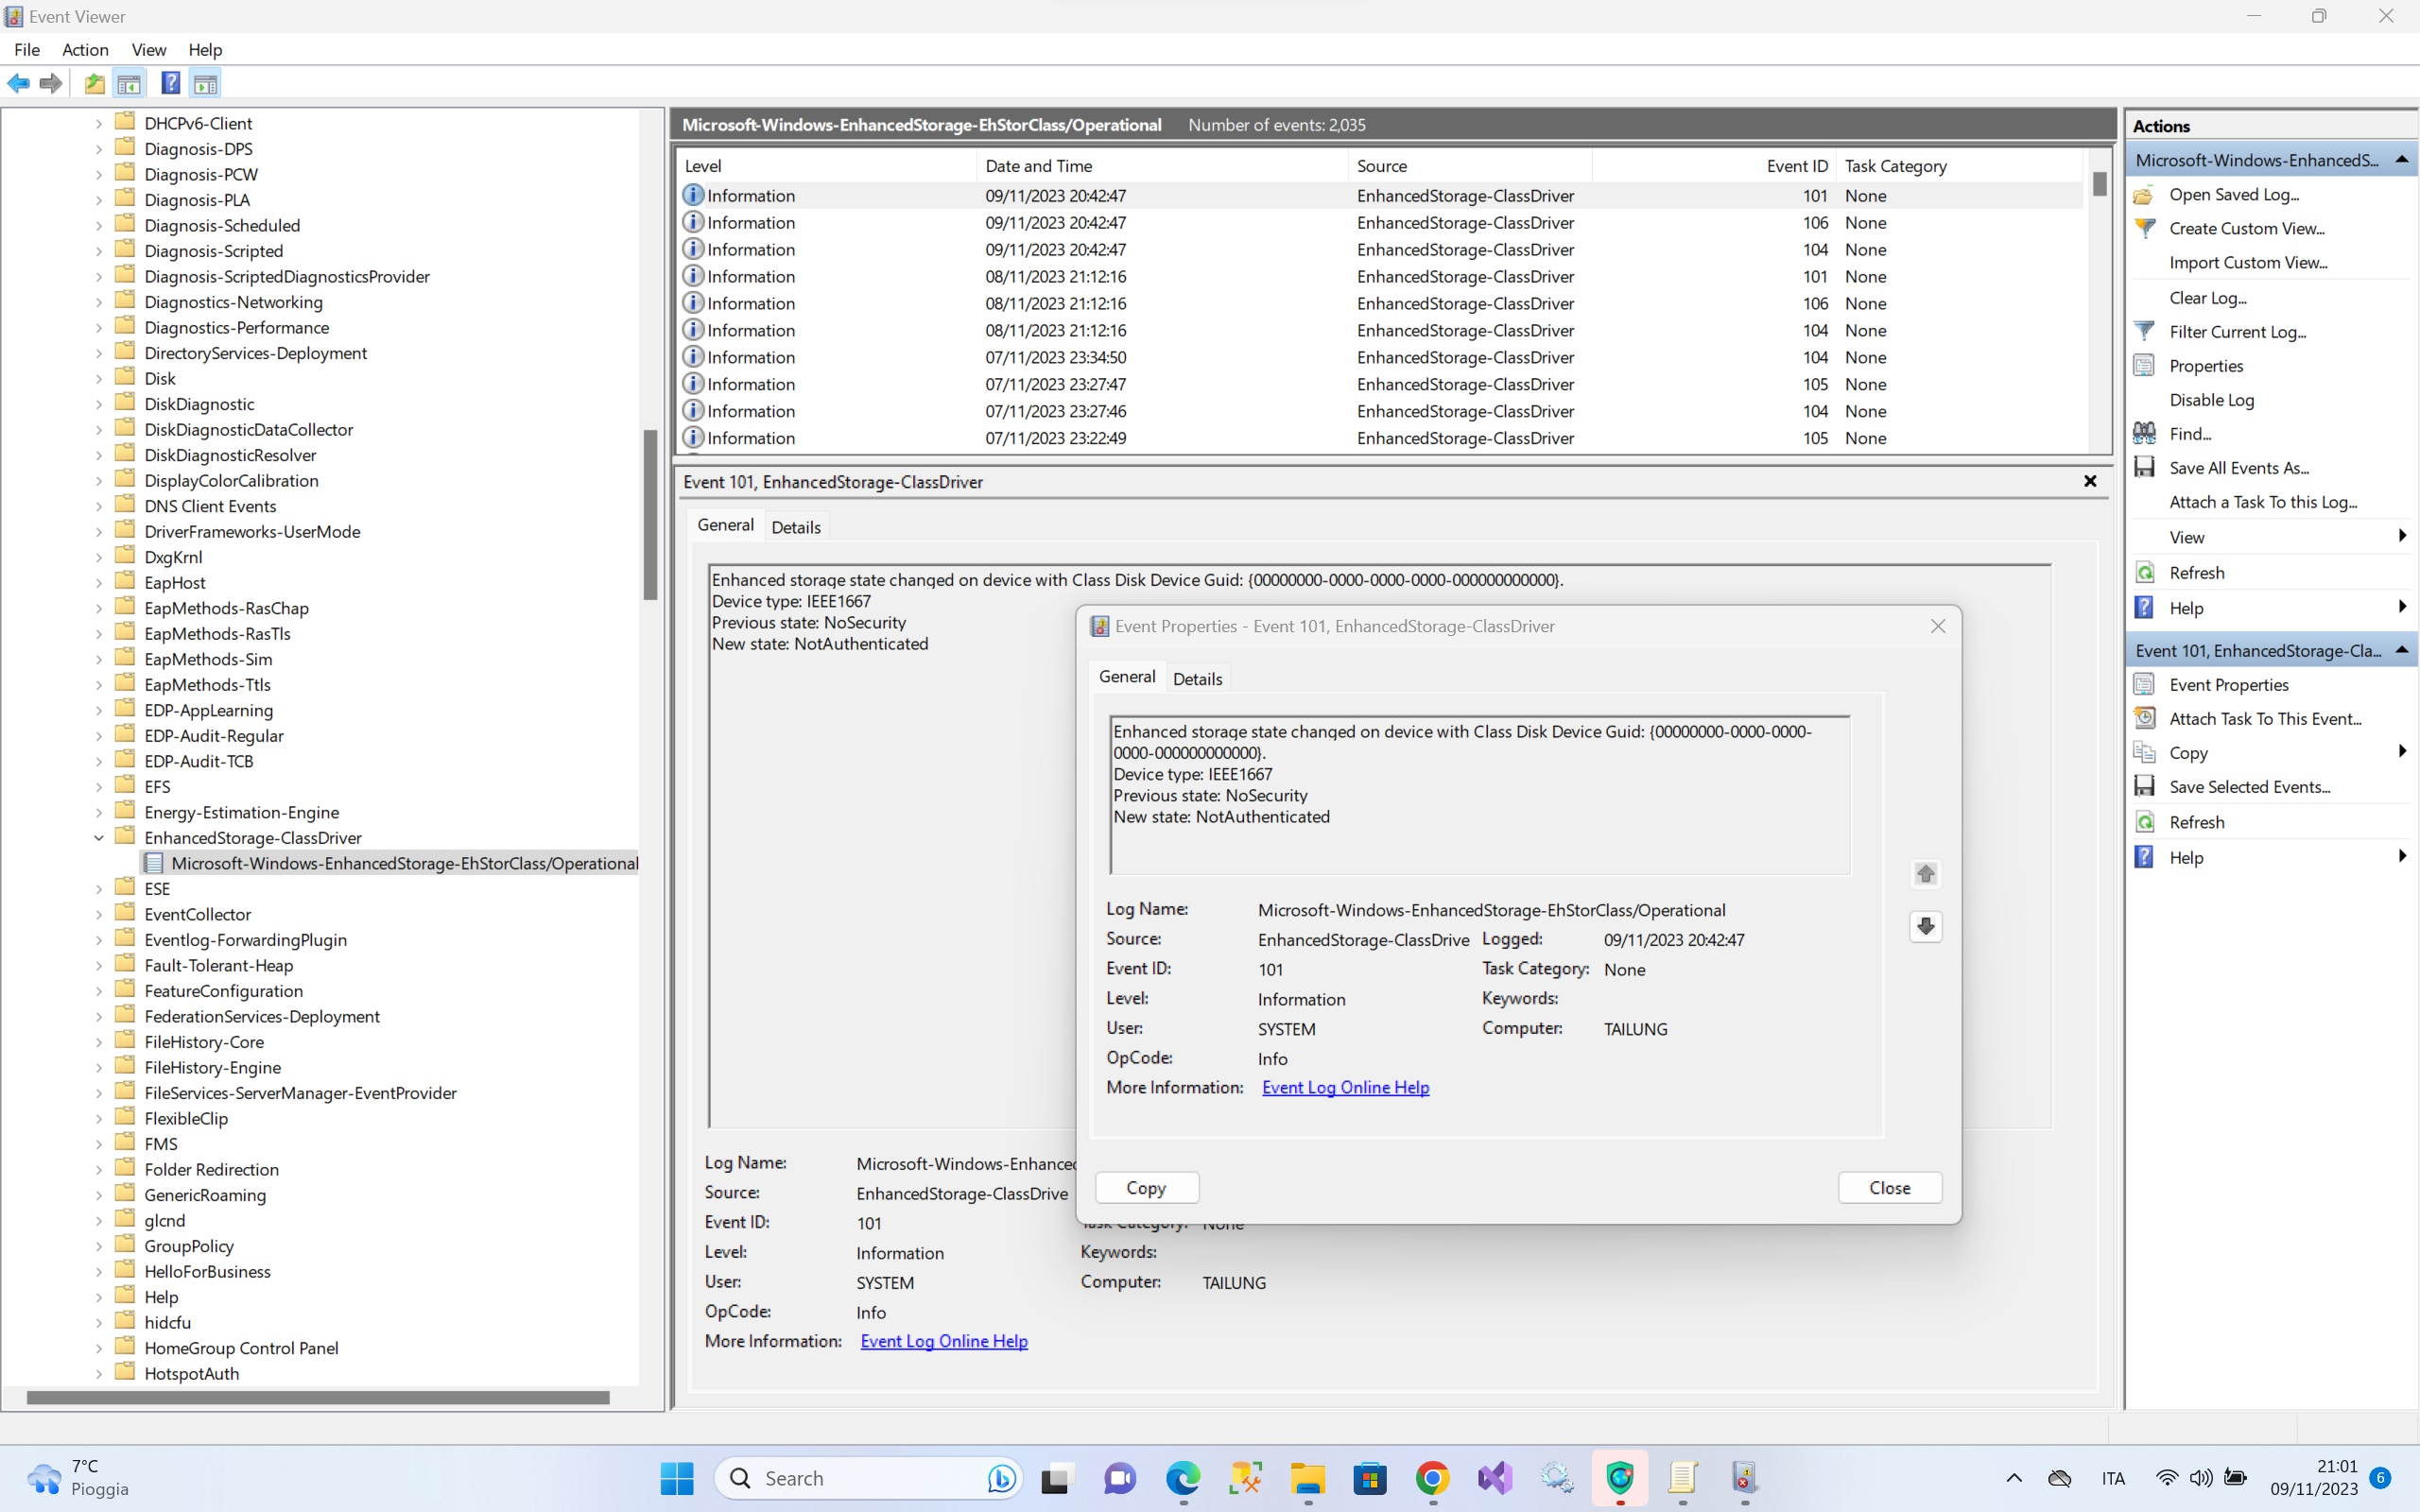 Event Viewer
File Action View Help
DHCPv6-Client
Diagnosis-DPS
Diagnosis-PCW
Diagnosis-PLA
Diagnosis-Scheduled
Diagnosis-Scripted
Diagnosis-ScriptedDiagnosticsProvider
Diagnostics-Networking
Diagnostics-Performance
DirectoryServices-Deployment
Disk
DiskDiagnostic
DiskDiagnosticDataCollector
DiskDiagnosticResolver
DisplayColorCalibration
DNS Client Events
DriverFrameworks-UserMode
DxgKrnl
EapHost
EapMethods-RasChap
EapMethods-RasTls
EapMethods-Sim
EapMethods-Ttls
EDP-AppLearning
EDP-Audit-Regular
EDP-Audit-TCB
EFS
Energy-Estimation-Engine
EnhancedStorage-ClassDriver
Microsoft-Windows-EnhancedStorage-EhStorClass/Operational
ESE
EventCollector
Eventlog-ForwardingPlugin
Fault-Tolerant-Heap
FeatureConfiguration
FederationServices-Deployment
FileHistory-Core
FileHistory-Engine
FileServices-ServerManager-EventProvider
FlexibleClip
FMS
Folder Redirection
GenericRoaming
glcnd
GroupPolicy
HelloForBusiness
Help
hidcfu
HomeGroup Control Panel
HotspotAuth
Microsoft-Windows-EnhancedStorage-EhStorClass/Operational Number of events: 2,035
Level Date and Time Source Event ID Task Category
Information 09/11/2023 20:42:47 EnhancedStorage-ClassDriver 101 None
Information 09/11/2023 20:42:47 EnhancedStorage-ClassDriver 106 None
Information 09/11/2023 20:42:47 EnhancedStorage-ClassDriver 104 None
Information 08/11/2023 21:12:16 EnhancedStorage-ClassDriver 101 None
Information 08/11/2023 21:12:16 EnhancedStorage-ClassDriver 106 None
Information 08/11/2023 21:12:16 EnhancedStorage-ClassDriver 104 None
Information 07/11/2023 23:34:50 EnhancedStorage-ClassDriver 104 None
Information 07/11/2023 23:27:47 EnhancedStorage-ClassDriver 105 None
Information 07/11/2023 23:27:46 EnhancedStorage-ClassDriver 104 None
Information 07/11/2023 23:22:49 EnhancedStorage-ClassDriver 105 None
Event 101, EnhancedStorage-ClassDriver
General Details
Enhanced storage state changed on device with Class Disk Device Guid: {00000000-0000-0000-0000-000000000000}.
Device type: IEEE1667
Previous state: NoSecurity
New state: NotAuthenticated
Log Name: Microsoft-Windows-Enhanced
Source: EnhancedStorage-ClassDrive
Event ID: 101 Task Category: None
Level: Information Keywords:
User: SYSTEM Computer: TAILUNG
OpCode: Info
More Information: Event Log Online Help
Event Properties - Event 101, EnhancedStorage-ClassDriver
General Details
Enhanced storage state changed on device with Class Disk Device Guid: {00000000-0000-0000-
0000-000000000000}.
Device type: IEEE1667
Previous state: NoSecurity
New state: NotAuthenticated
Log Name: Microsoft-Windows-EnhancedStorage-EhStorClass/Operational
Source: EnhancedStorage-ClassDrive Logged: 09/11/2023 20:42:47
Event ID: 101 Task Category: None
Level: Information Keywords:
User: SYSTEM Computer: TAILUNG
OpCode: Info
More Information: Event Log Online Help
Copy Close
Actions
Microsoft-Windows-EnhancedS...
Open Saved Log...
Create Custom View...
Import Custom View...
Clear Log...
Filter Current Log...
Properties
Disable Log
Find...
Save All Events As...
Attach a Task To this Log...
View
Refresh
Help
Event 101, EnhancedStorage-Cla...
Event Properties
Attach Task To This Event...
Copy
Save Selected Events...
Refresh
Help
7°C
Pioggia
Search
ITA
21:01
09/11/2023
6